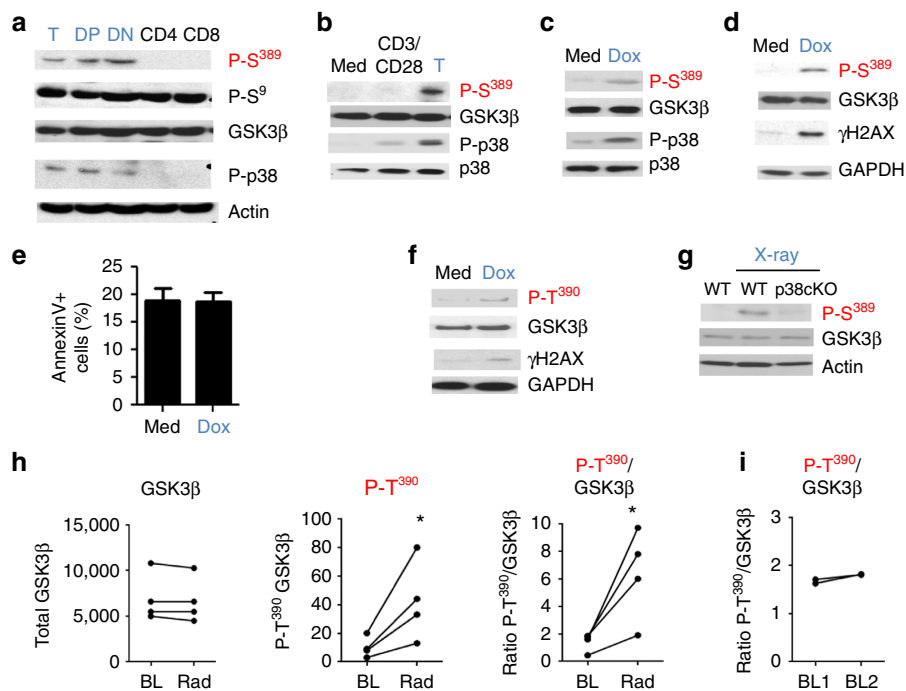 a
T DP DN CD4 CD8
P-S389
P-S9
GSK3β
P-p38
Actin
b
Med CD3/CD28 T
P-S389
GSK3β
P-p38
p38
c
Med Dox
P-S389
GSK3β
P-p38
p38
d
Med Dox
P-S389
GSK3β
γH2AX
GAPDH
e
AnnexinV+
cells (%)
25
20
15
10
5
0
Med Dox
f
Med Dox
P-T390
GSK3β
γH2AX
GAPDH
g
X-ray
WT WT p38cKO
P-S389
GSK3β
Actin
h
GSK3β
Total GSK3β
15,000
10,000
5,000
0
BL Rad
P-T390
P-T390 GSK3β
100
80
60
40
20
0
*
BL Rad
P-T390/
GSK3β
Ratio P-T390/GSK3β
10
8
6
4
2
0
*
BL Rad
i
P-T390/
GSK3β
Ratio P-T390/GSK3β
3
2
1
0
BL1 BL2